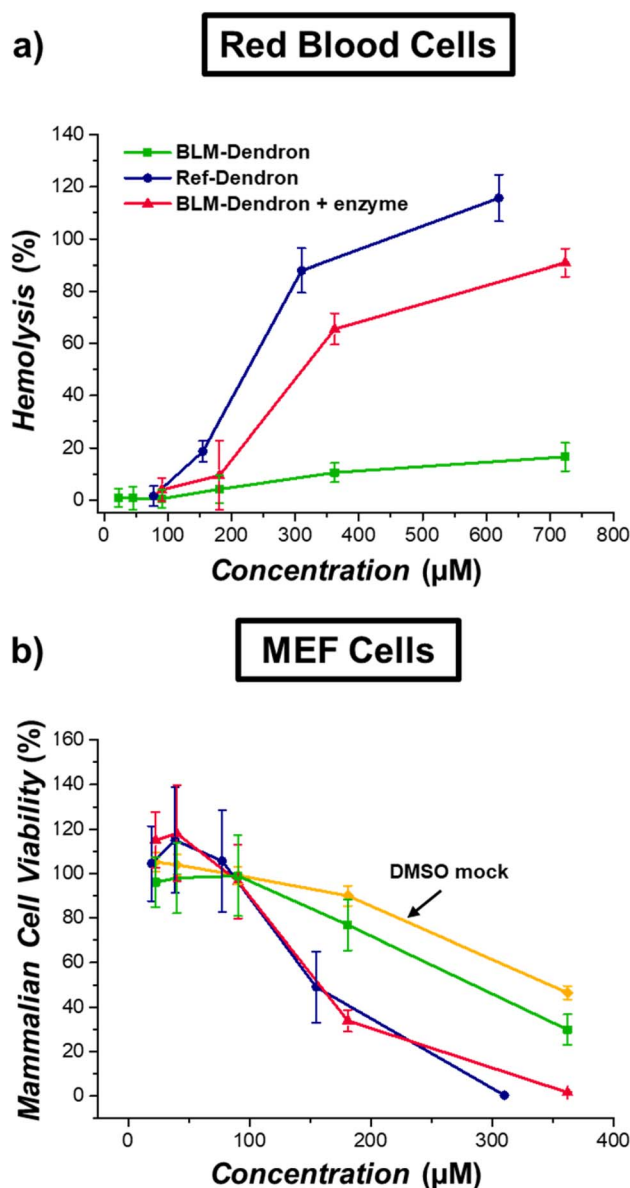 a)
Red Blood Cells
140
120
100
80
60
40
20
0
Hemolysis (%)
BLM-Dendron
Ref-Dendron
BLM-Dendron + enzyme
0 100 200 300 400 500 600 700 800
Concentration (µM)
b)
MEF Cells
160
140
120
100
80
60
40
20
0
Mammalian Cell Viability (%)
DMSO mock
0 100 200 300 400
Concentration (µM)